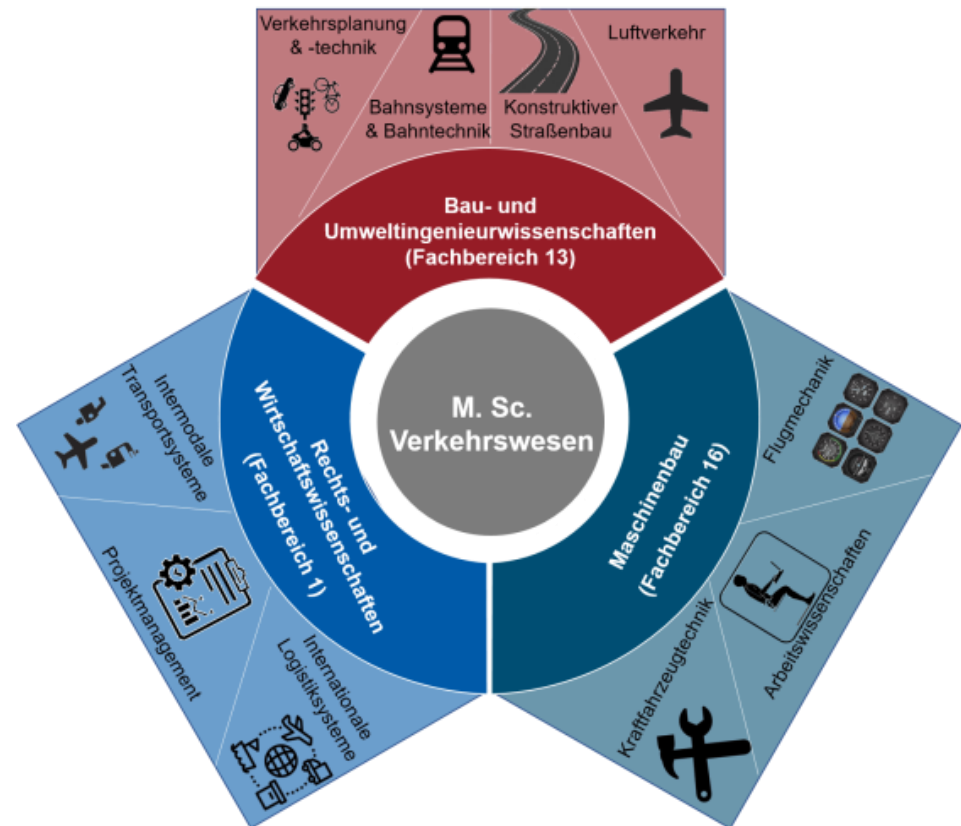 Verkehrsplanung
& -technik
Bahnsysteme
& Bahntechnik
Konstruktiver
Straßenbau
Luftverkehr
Bau- und
Umweltingenieurwissenschaften
(Fachbereich 13)
M. Sc.
Verkehrswesen
Rechts- und
Wirtschaftswissenschaften
(Fachbereich 1)
Intermodale
Transportsysteme
Projektmanagement
Internationale
Logistiksysteme
Maschinenbau
(Fachbereich 16)
Flugmechanik
Arbeitswissenschaften
Kraftfahrzeugtechnik